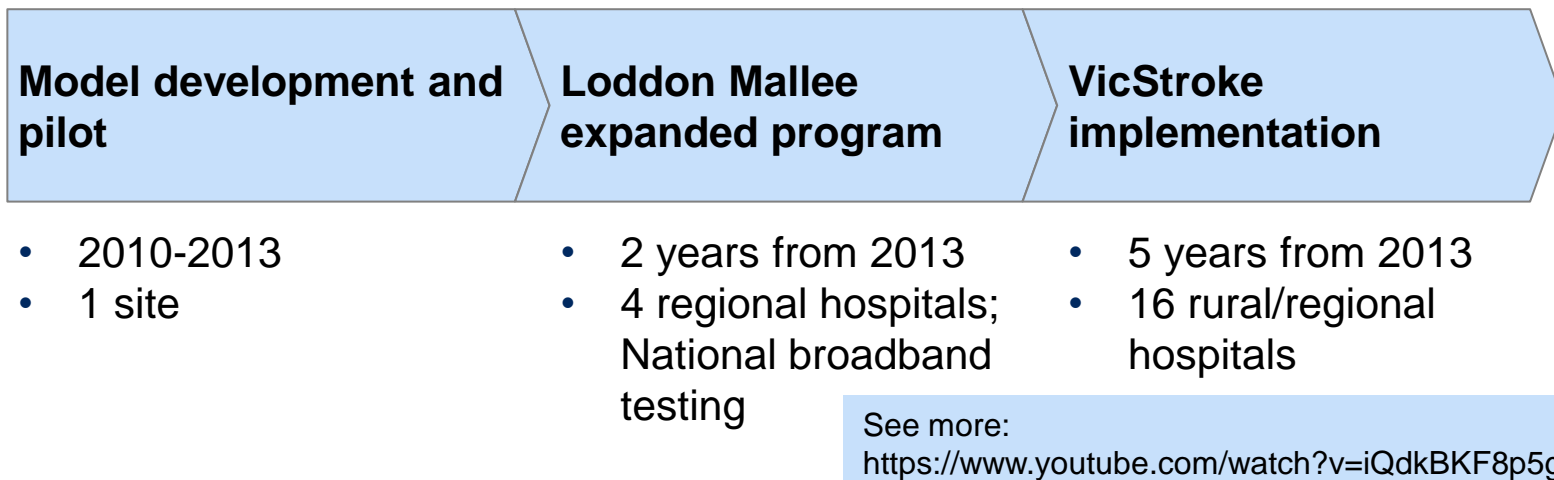 Model development and
pilot
Loddon Mallee
expanded program
VicStroke
implementation
• 2010-2013
• 1 site
• 2 years from 2013
• 4 regional hospitals;
National broadband
testing
• 5 years from 2013
• 16 rural/regional
hospitals
See more:
https://www.youtube.com/watch?v=iQdkBKF8p5g